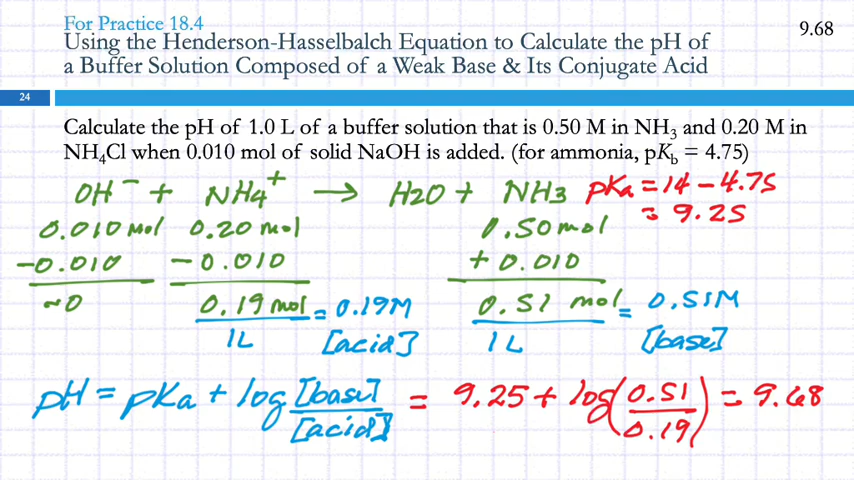 For Practice 18.4
9.68
Using the Henderson-Hasselbalch Equation to Calculate the pH of
a Buffer Solution Composed of a Weak Base & Its Conjugate Acid
24
Calculate the pH of 1.0 L of a buffer solution that is 0.50 M in NH₃ and 0.20 M in
NH₄Cl when 0.010 mol of solid NaOH is added. (for ammonia, pK_b = 4.75)
OH⁻ + NH4⁺ → H2O + NH3 pKa = 14 - 4.75
= 9.25
0.010 mol 0.20 mol 0.50 mol
-0.010 - 0.010 + 0.010
~0 0.19 mol = 0.19M 0.51 mol = 0.51M
1L [acid] 1L [base]
pH = pKa + log [base]/[acid] = 9.25 + log(0.51/0.19) = 9.68